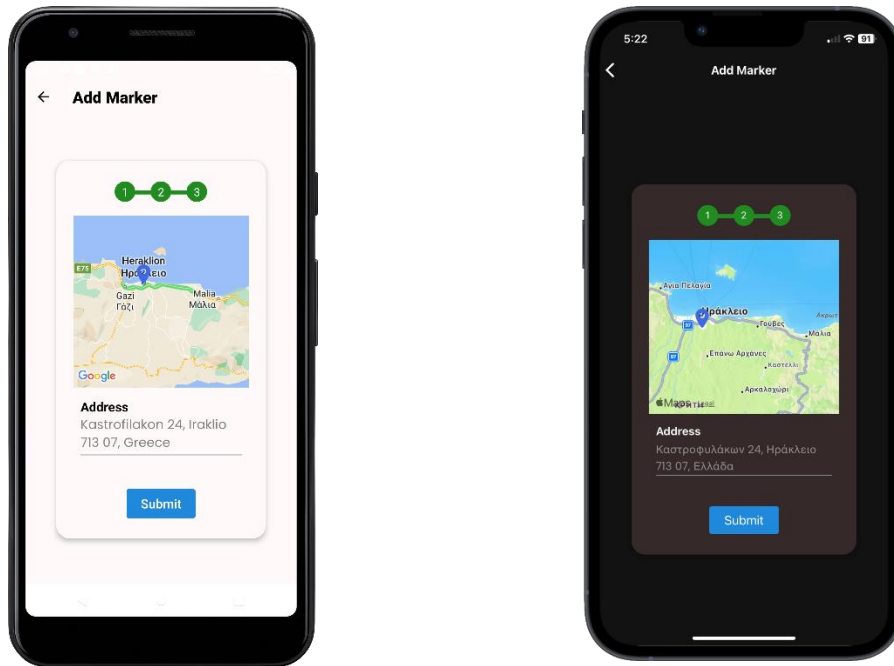 Add Marker
1 2 3
Heraklion
E75
Gazi
Γάζι
Malia
Μάλια
Google
Address
Kastrofilakon 24, Iraklio
713 07, Greece
Submit
5:22
91
Add Marker
1 2 3
Αγία Πελαγία
Ηράκλειο
Γούβες
Μάλια
Επάνω Αρχάνες
Καστέλλι
Αρκαλοχώρι
Maps
Legal
Address
Καστροφυλάκων 24, Ηράκλειο
713 07, Ελλάδα
Submit